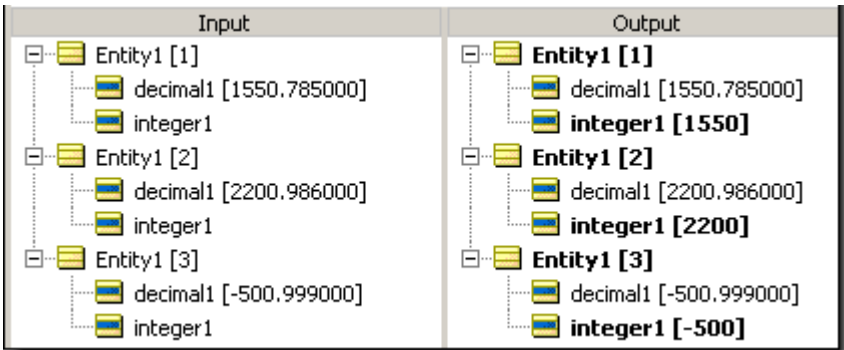 Input
Entity1 [1]
decimal1 [1550.785000]
integer1
Entity1 [2]
decimal1 [2200.986000]
integer1
Entity1 [3]
decimal1 [-500.999000]
integer1
Output
Entity1 [1]
decimal1 [1550.785000]
integer1 [1550]
Entity1 [2]
decimal1 [2200.986000]
integer1 [2200]
Entity1 [3]
decimal1 [-500.999000]
integer1 [-500]